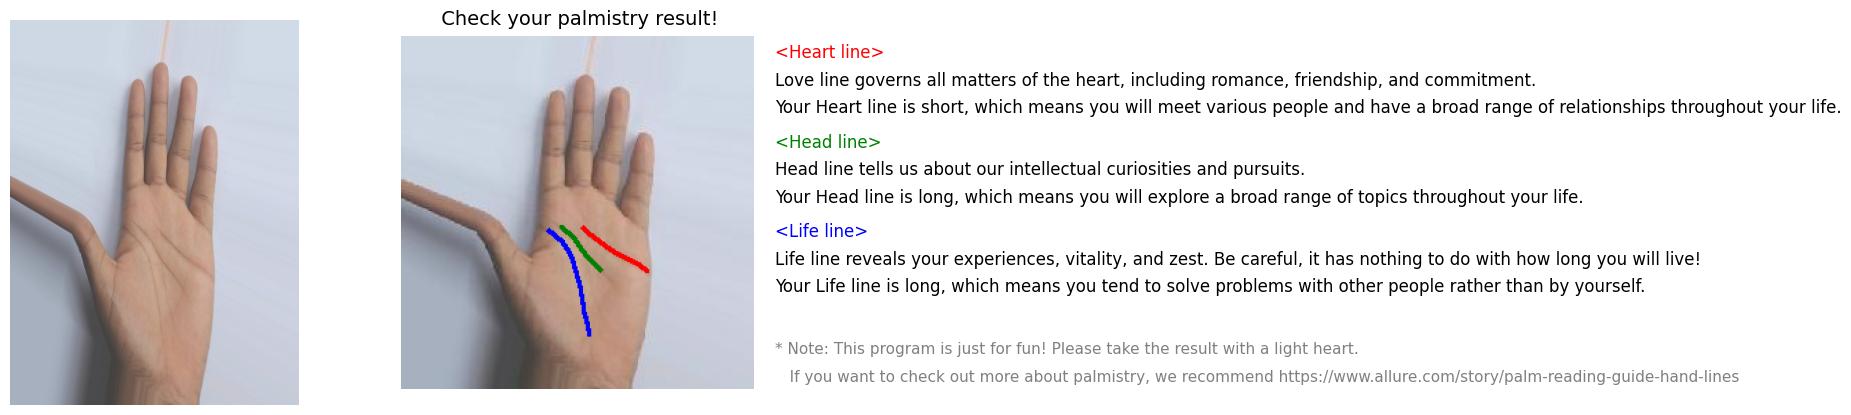 Check your palmistry result!
<Heart line>
Love line governs all matters of the heart, including romance, friendship, and commitment.
Your Heart line is short, which means you will meet various people and have a broad range of relationships throughout your life.
<Head line>
Head line tells us about our intellectual curiosities and pursuits.
Your Head line is long, which means you will explore a broad range of topics throughout your life.
<Life line>
Life line reveals your experiences, vitality, and zest. Be careful, it has nothing to do with how long you will live!
Your Life line is long, which means you tend to solve problems with other people rather than by yourself.
* Note: This program is just for fun! Please take the result with a light heart.
If you want to check out more about palmistry, we recommend https://www.allure.com/story/palm-reading-guide-hand-lines